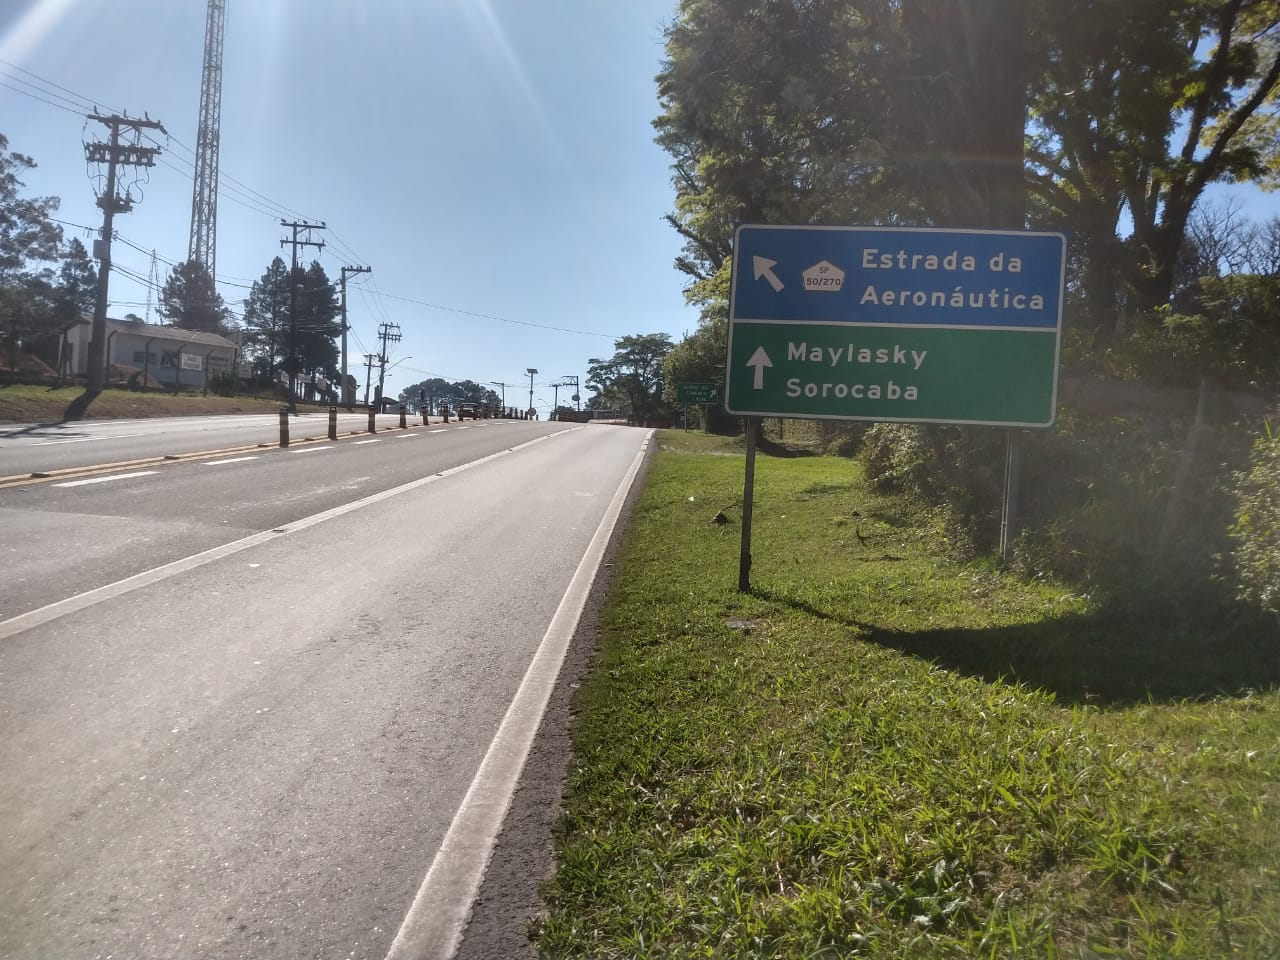 SP
50/270
Estrada da
Aeronáutica
Maylasky
Sorocaba